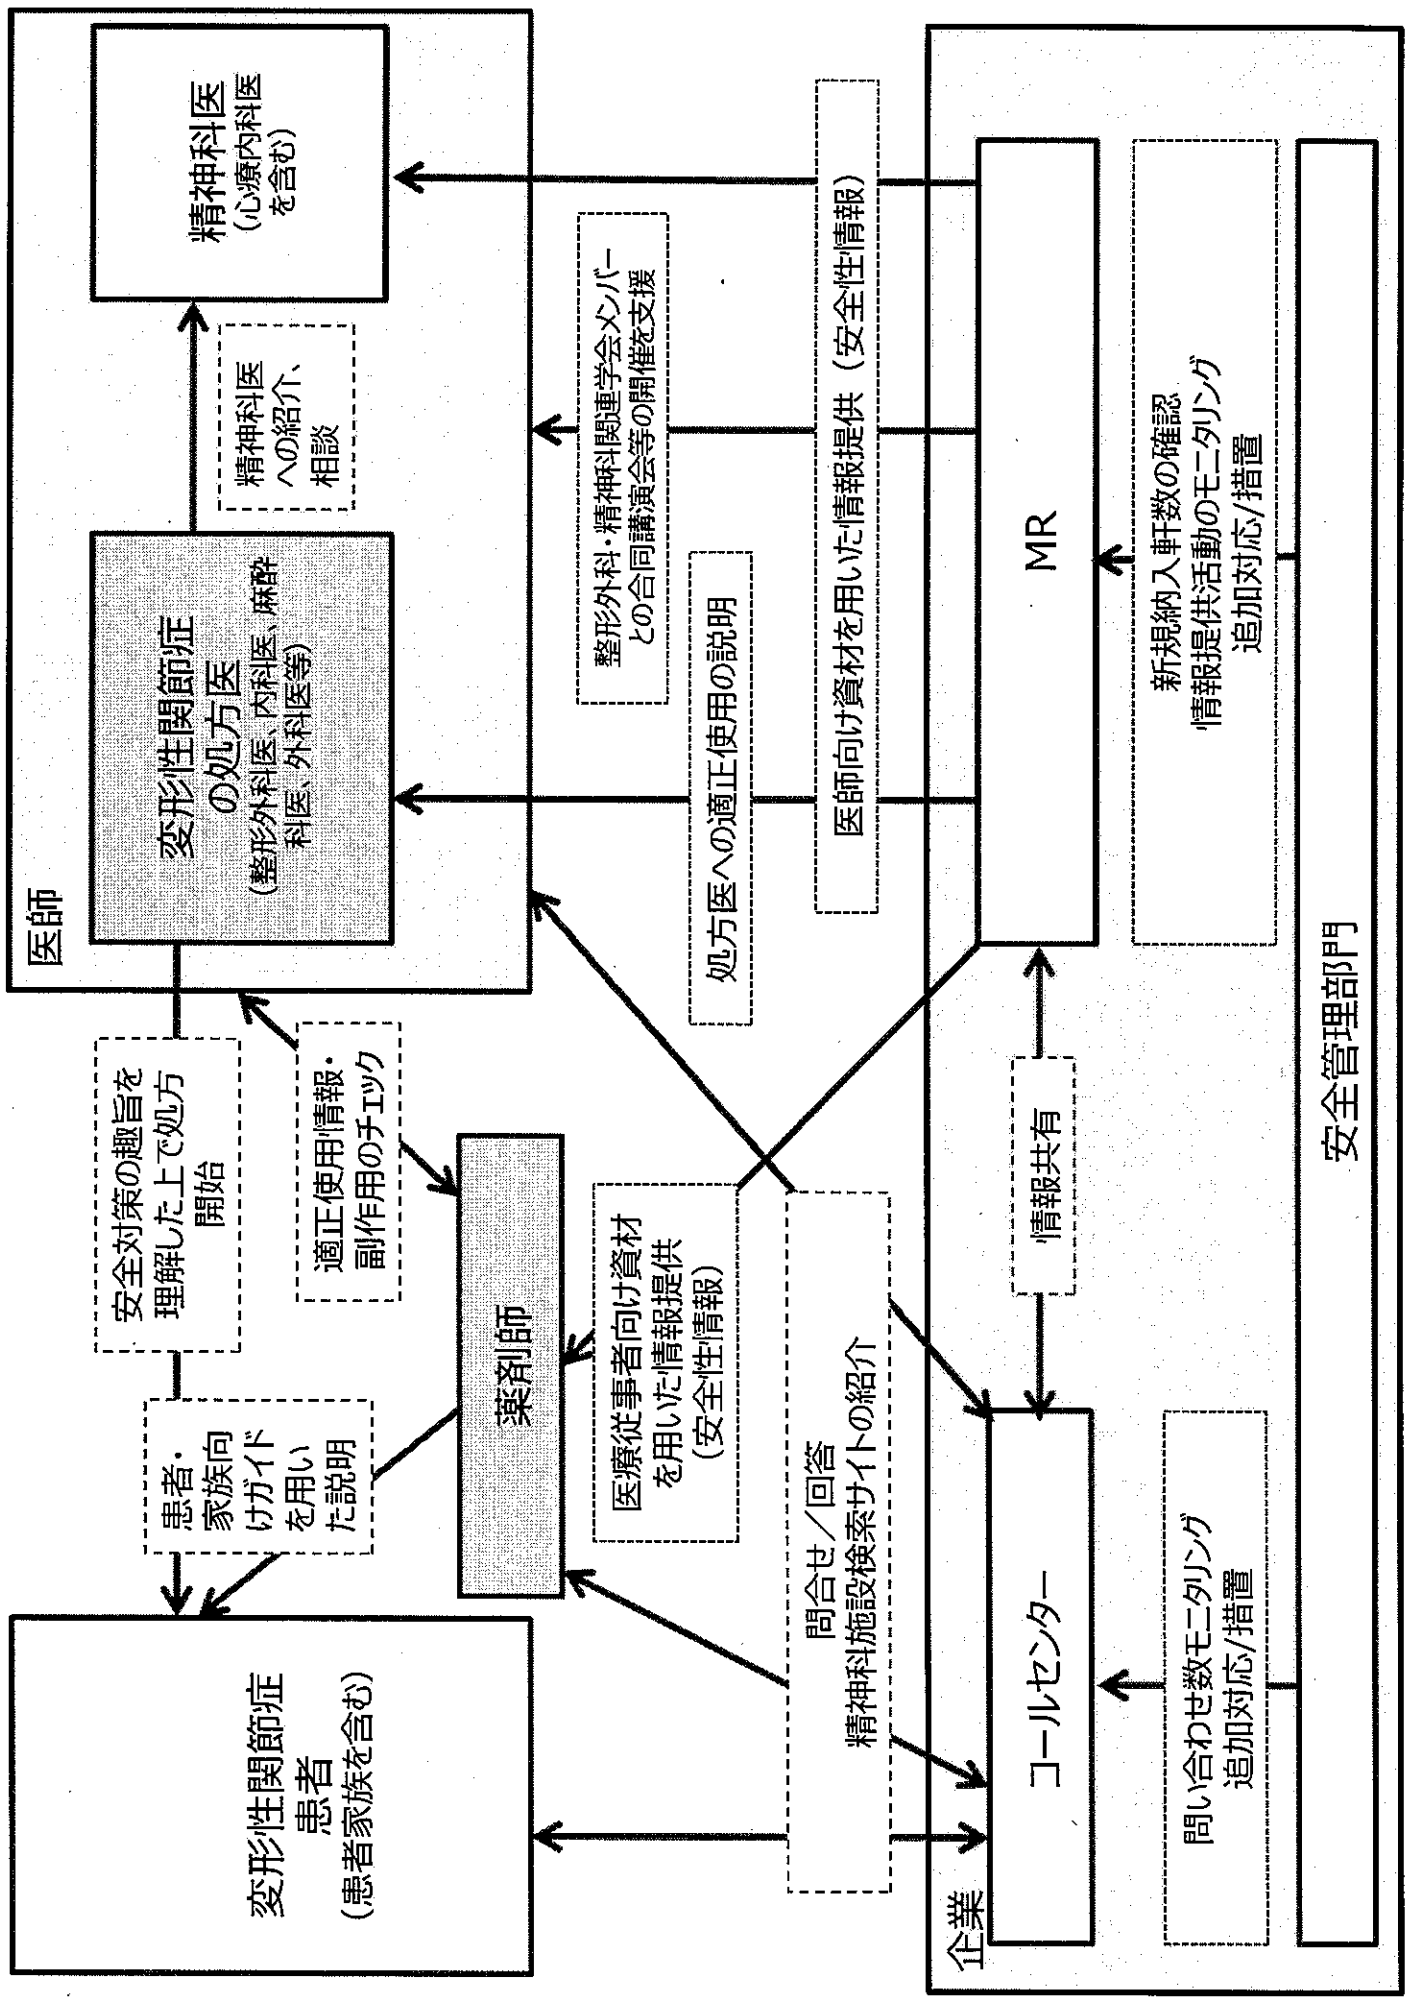 変形性関節症
患者
(患者家族を含む)
患者・
家族向
けガイド
を用い
た説明
安全対策の趣旨を
理解した上で処方
開始
医師
変形性関節症
の処方医
(整形外科医、内科医、麻酔
科医、外科医等)
精神科医
への紹介、
相談
精神科医
(心療内科医
を含む)
適正使用情報・
副作用のチェック
薬剤師
医療従事者向け資材
を用いた情報提供
(安全性情報)
処方医への適正使用の説明
整形外科・精神科関連学会メンバー
との合同講演会等の開催を支援
問合せ／回答
精神科施設検索サイトの紹介
医師向け資材を用いた情報提供（安全性情報）
企業
コールセンター
情報共有
MR
問い合わせ数モニタリング
追加対応/措置
新規納入軒数の確認
情報提供活動のモニタリング
追加対応/措置
安全管理部門